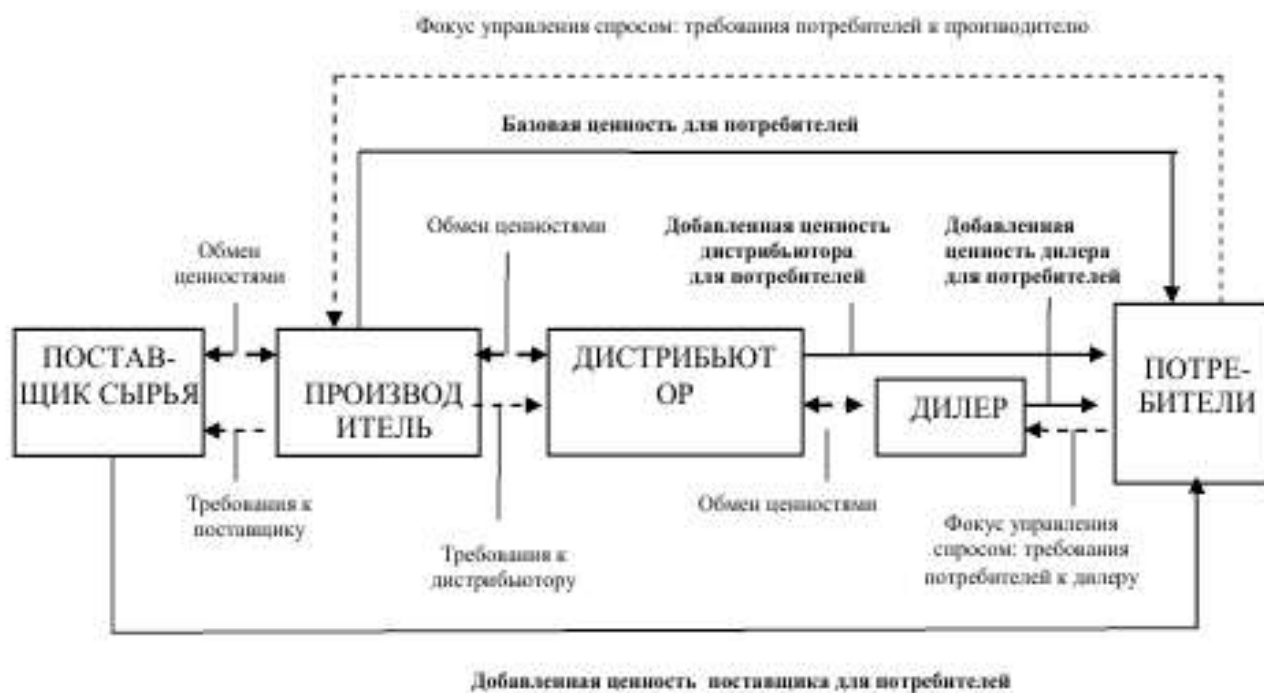 Фокус управления спросом: требования потребителей к производителю
Базовая ценность для потребителей
Обмен ценностями
Добавленная ценность
дистрибьютора
для потребителей
Добавленная
ценность дилера
для потребителей
Обмен
ценностями
ПОСТАВ-
ЩИК СЫРЬЯ
ПРОИЗВОД
ИТЕЛЬ
ДИСТРИБЬЮТ
ОР
ДИЛЕР
ПОТРЕ-
БИТЕЛИ
Требования к
поставщику
Требования к
дистрибьютору
Обмен ценностями
Фокус управления
спросом: требования
потребителей к дилеру
Добавленная ценность поставщика для потребителей